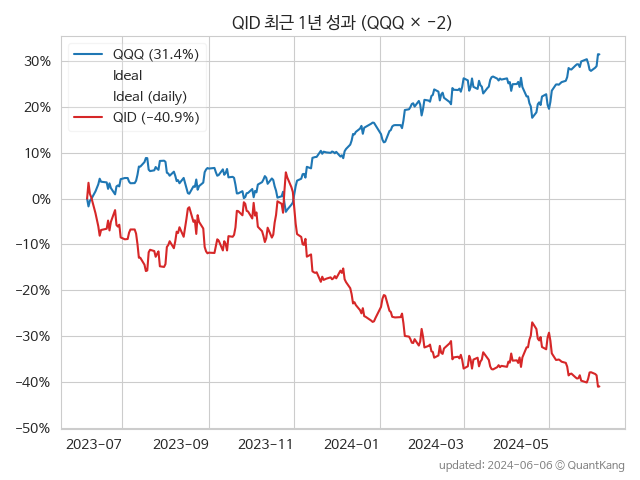 QID 최근 1년 성과 (QQQ × −2)
QQQ (31.4%)
Ideal
Ideal (daily)
QID (−40.9%)
30%
20%
10%
0%
−10%
−20%
−30%
−40%
−50%
2023-07 2023-09 2023-11 2024-01 2024-03 2024-05
updated: 2024-06-06 © QuantKang